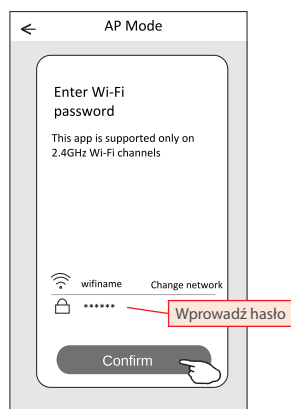 AP Mode
Enter Wi-Fi
password
This app is supported only on
2.4GHz Wi-Fi channels
wifiname Change network
******
Wprowadź hasło
Confirm